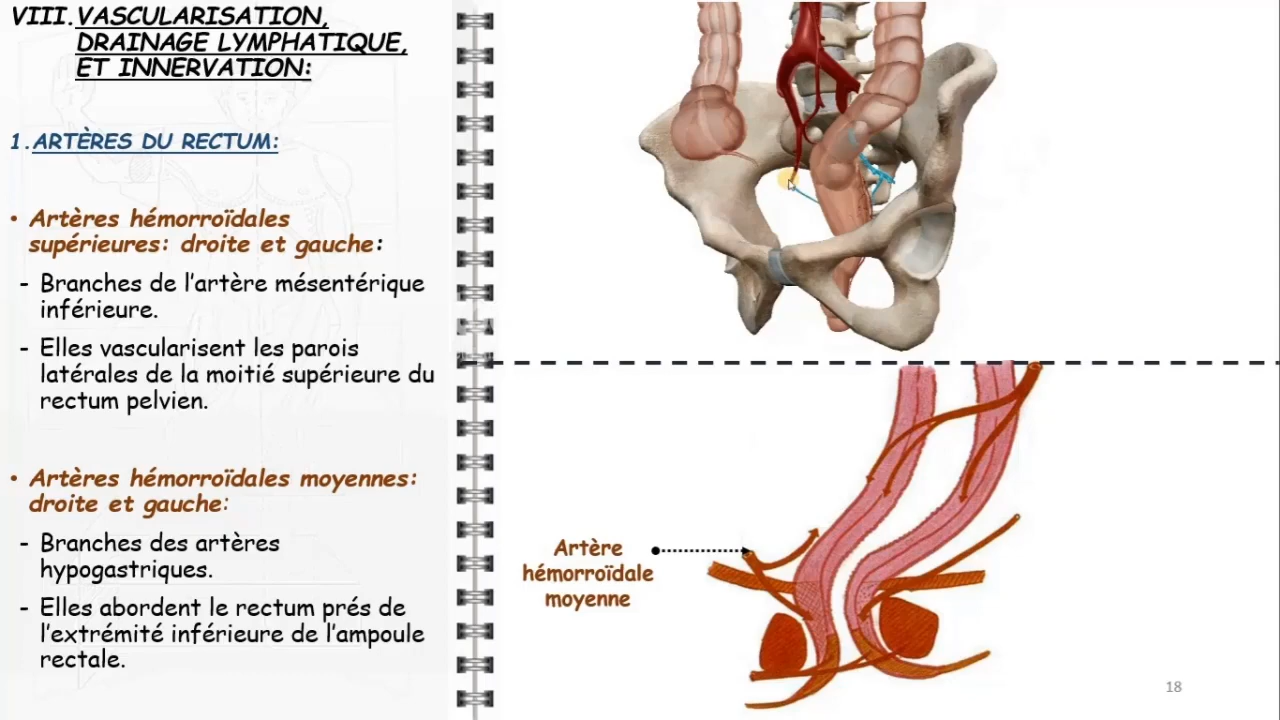 VIII. VASCULARISATION,
DRAINAGE LYMPHATIQUE,
ET INNERVATION:
1. ARTÈRES DU RECTUM:
• Artères hémorroïdales
supérieures: droite et gauche:
- Branches de l'artère mésentérique
inférieure.
- Elles vascularisent les parois
latérales de la moitié supérieure du
rectum pelvien.
• Artères hémorroïdales moyennes:
droite et gauche:
- Branches des artères
hypogastriques.
- Elles abordent le rectum prés de
l'extrémité inférieure de l'ampoule
rectale.
Artère
hémorroïdale
moyenne
18